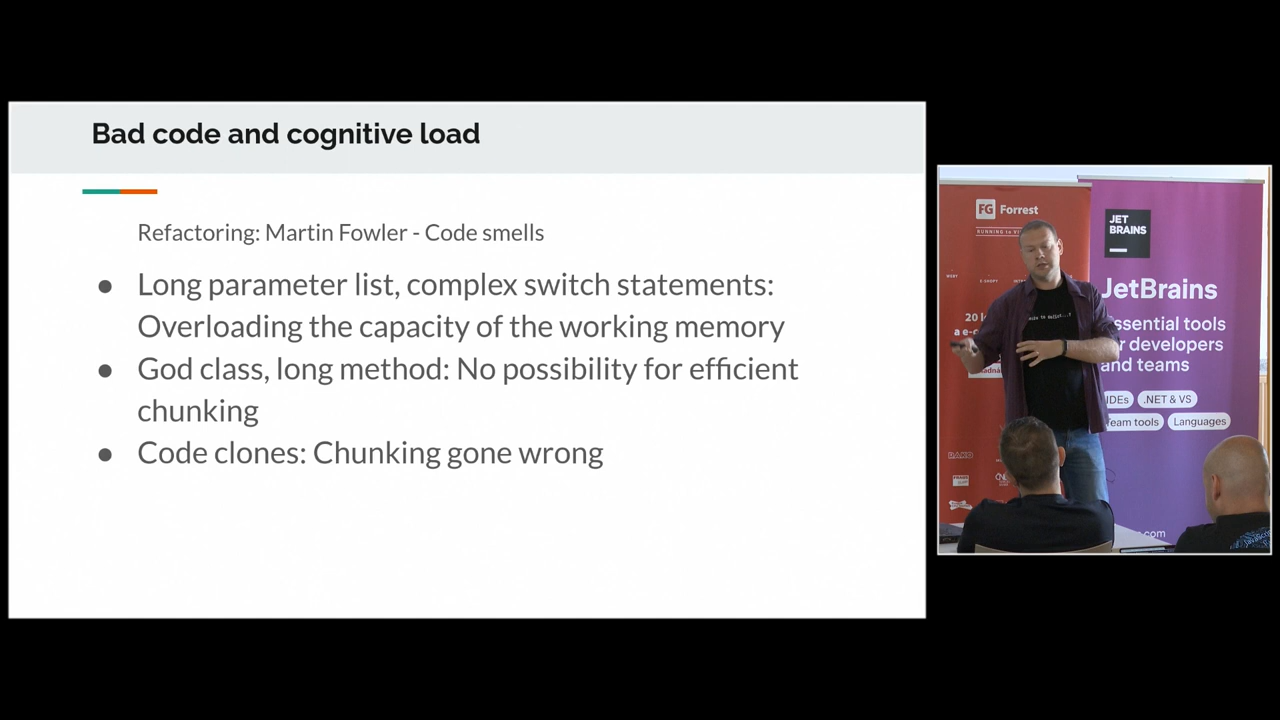 Bad code and cognitive load
Refactoring: Martin Fowler - Code smells
● Long parameter list, complex switch statements:
Overloading the capacity of the working memory
● God class, long method: No possibility for efficient
chunking
● Code clones: Chunking gone wrong
FG Forrest
JET
BRAINS
JetBrains
tools
developers
and teams
IDEs
.NET & VS
Team tools
Languages